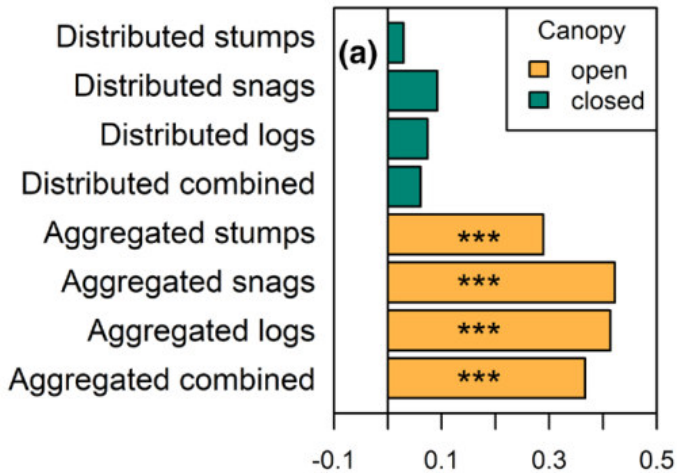 Distributed stumps
Distributed snags
Distributed logs
Distributed combined
Aggregated stumps
Aggregated snags
Aggregated logs
Aggregated combined
(a)
Canopy
open
closed
***
***
***
***
-0.1 0.1 0.3 0.5